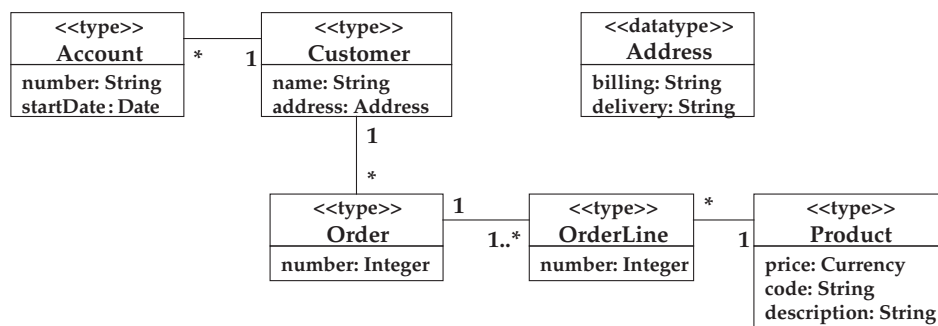 <<type>>
Account
number: String
startDate: Date
*
1
<<type>>
Customer
name: String
address: Address
<<datatype>>
Address
billing: String
delivery: String
1
*
<<type>>
Order
number: Integer
1
1..*
<<type>>
OrderLine
number: Integer
*
1
<<type>>
Product
price: Currency
code: String
description: String